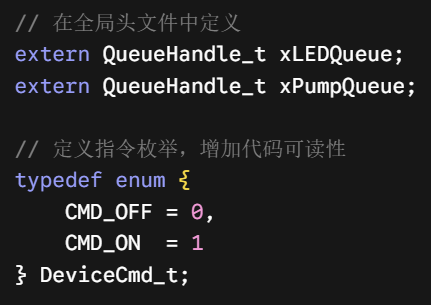 // 在全局头文件中定义
extern QueueHandle_t xLEDQueue;
extern QueueHandle_t xPumpQueue;

// 定义指令枚举，增加代码可读性
typedef enum {
    CMD_OFF = 0,
    CMD_ON  = 1
} DeviceCmd_t;